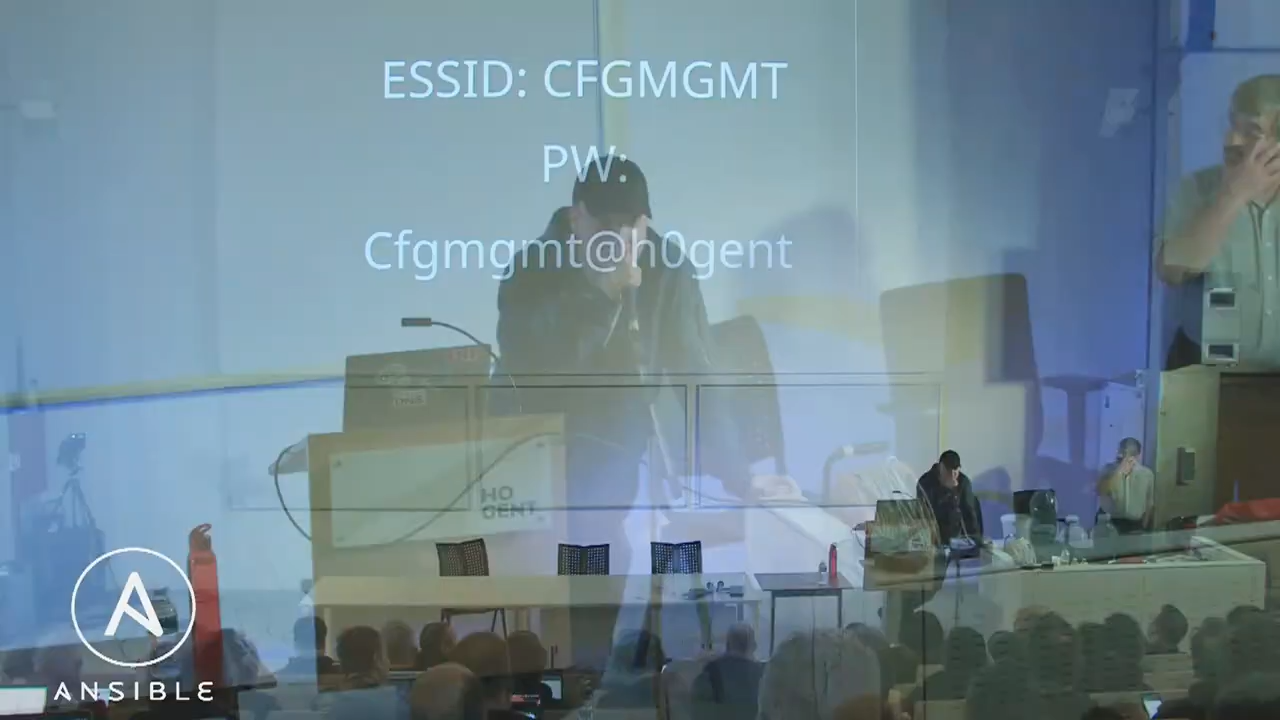 ESSID: CFGMGMT
PW:
Cfgmgmt@h0gent
HO
GENT
ANSIBLE